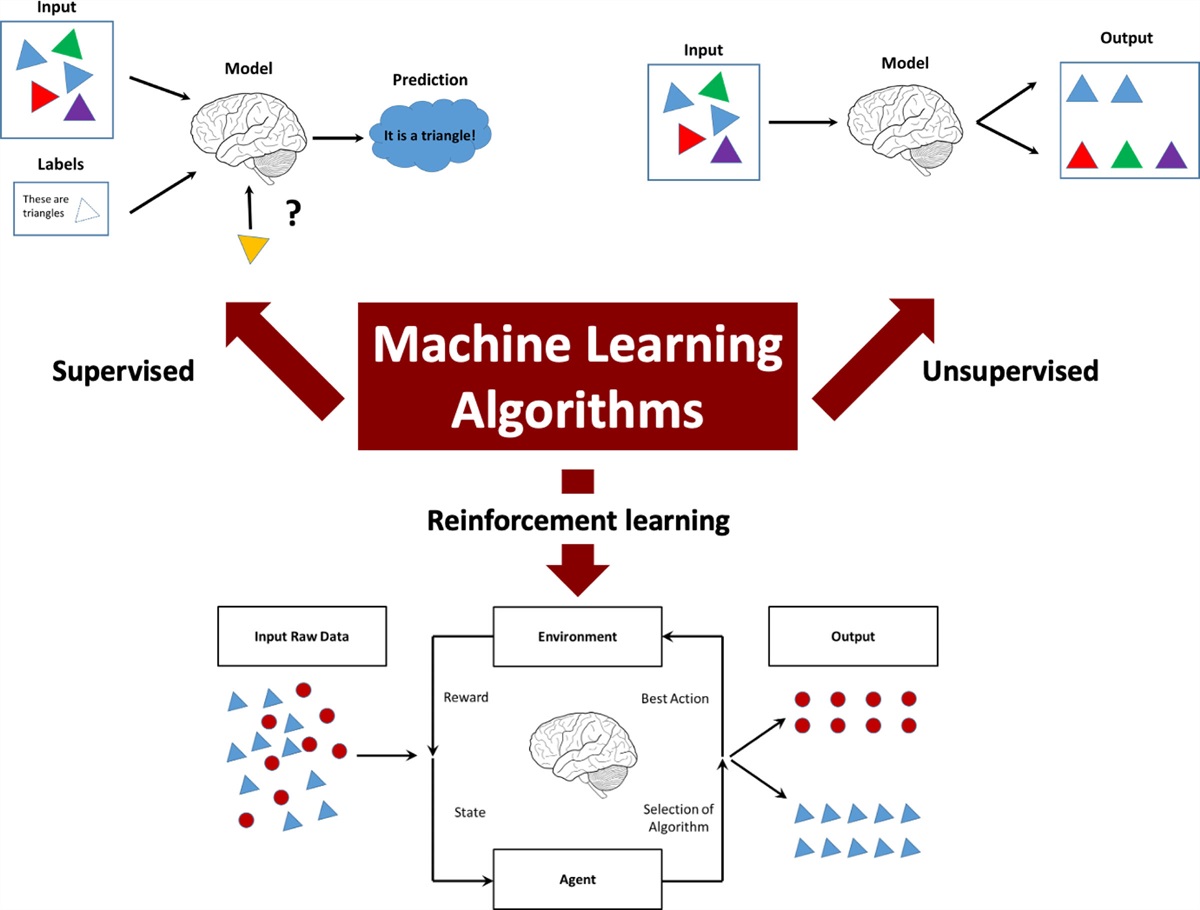 Input
Model
Prediction
It is a triangle!
Labels
These are
triangles
?
Input
Model
Output
Machine Learning
Algorithms
Supervised
Unsupervised
Reinforcement learning
Input Raw Data
Environment
Output
Reward
Best Action
State
Selection of
Algorithm
Agent